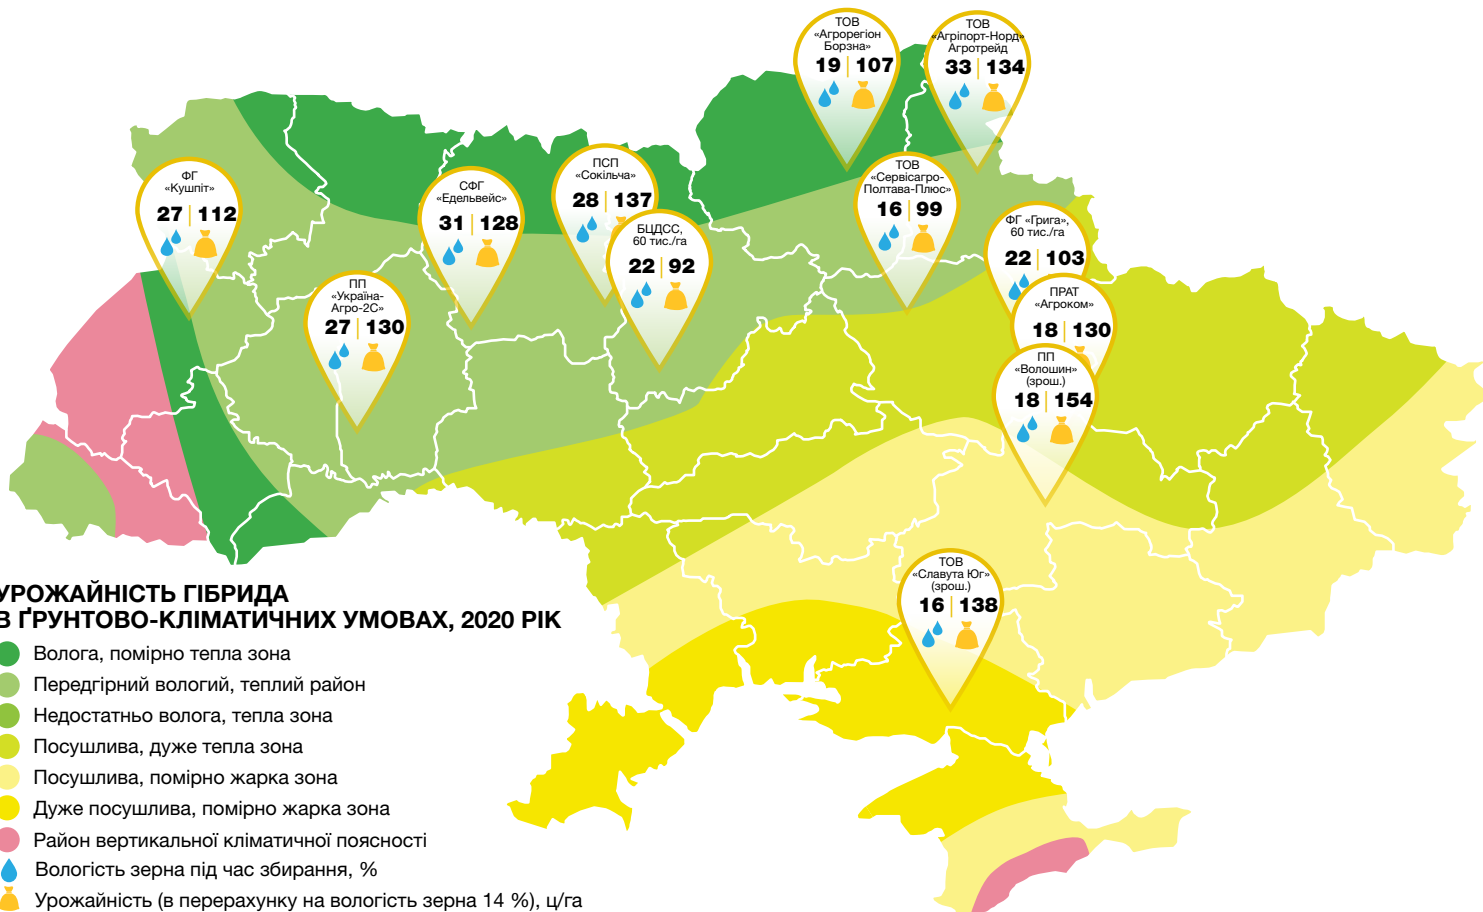 ТОВ
«Агрорегіон
Борзна»
19 | 107
ТОВ
«Агріпорт-Норд»
Агротрейд
33 | 134
ФГ
«Кушпіт»
27 | 112
СФГ
«Едельвейс»
31 | 128
ПСП
«Сокільча»
28 | 137
БЦДСС,
60 тис./га
22 | 92
ТОВ
«Сервісагро-
Полтава-Плюс»
16 | 99
ФГ «Грига»,
60 тис./га
22 | 103
ПП
«Україна-
Агро-2С»
27 | 130
ПРАТ
«Агроком»
18 | 130
ПП
«Волошин»
(зрош.)
18 | 154
ТОВ
«Славута Юг»
(зрош.)
16 | 138
УРОЖАЙНІСТЬ ГІБРИДА
В ҐРУНТОВО-КЛІМАТИЧНИХ УМОВАХ, 2020 РІК
Волога, помірно тепла зона
Передгірний вологий, теплий район
Недостатньо волога, тепла зона
Посушлива, дуже тепла зона
Посушлива, помірно жарка зона
Дуже посушлива, помірно жарка зона
Район вертикальної кліматичної поясності
Вологість зерна під час збирання, %
Урожайність (в перерахунку на вологість зерна 14 %), ц/га